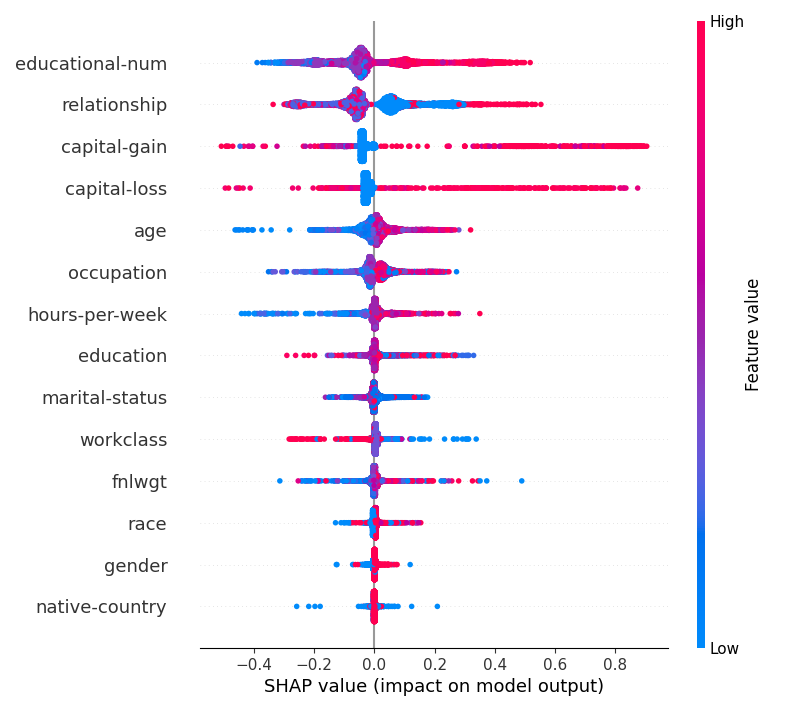 High
educational-num
relationship
capital-gain
capital-loss
age
occupation
hours-per-week
education
marital-status
workclass
fnlwgt
race
gender
native-country
Feature value
Low
−0.4 −0.2 0.0 0.2 0.4 0.6 0.8
SHAP value (impact on model output)